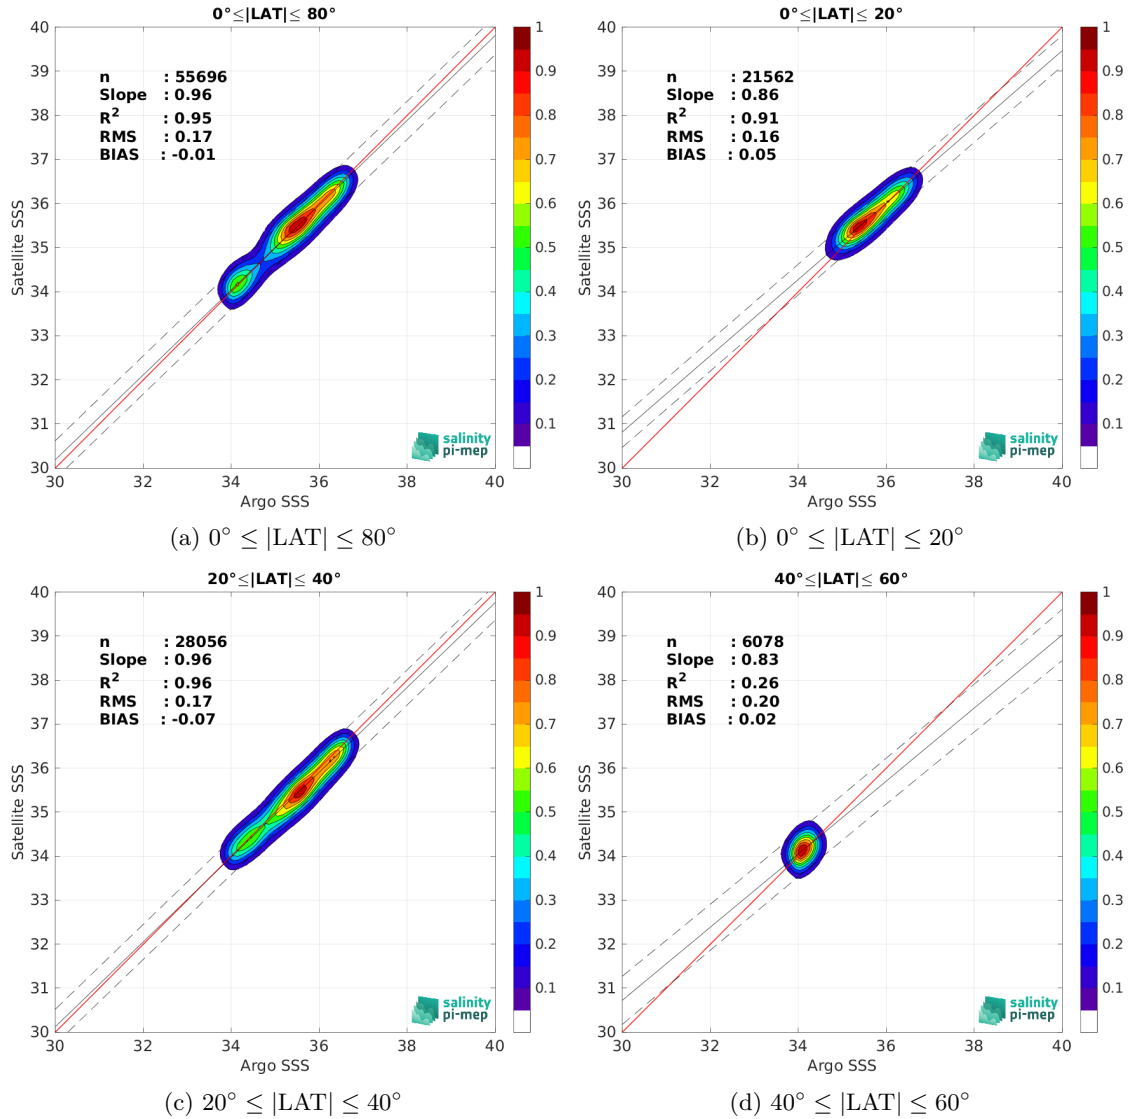 0°≤|LAT|≤ 80°
n : 55696
Slope : 0.96
R² : 0.95
RMS : 0.17
BIAS : -0.01
Satellite SSS
40
39
38
37
36
35
34
33
32
31
30
30 32 34 36 38 40
Argo SSS
1
0.9
0.8
0.7
0.6
0.5
0.4
0.3
0.2
0.1
salinity
pi-mep
(a) 0° ≤ |LAT| ≤ 80°
0°≤|LAT|≤ 20°
n : 21562
Slope : 0.86
R² : 0.91
RMS : 0.16
BIAS : 0.05
Satellite SSS
40
39
38
37
36
35
34
33
32
31
30
30 32 34 36 38 40
Argo SSS
1
0.9
0.8
0.7
0.6
0.5
0.4
0.3
0.2
0.1
salinity
pi-mep
(b) 0° ≤ |LAT| ≤ 20°
20°≤|LAT|≤ 40°
n : 28056
Slope : 0.96
R² : 0.96
RMS : 0.17
BIAS : -0.07
Satellite SSS
40
39
38
37
36
35
34
33
32
31
30
30 32 34 36 38 40
Argo SSS
1
0.9
0.8
0.7
0.6
0.5
0.4
0.3
0.2
0.1
salinity
pi-mep
(c) 20° ≤ |LAT| ≤ 40°
40°≤|LAT|≤ 60°
n : 6078
Slope : 0.83
R² : 0.26
RMS : 0.20
BIAS : 0.02
Satellite SSS
40
39
38
37
36
35
34
33
32
31
30
30 32 34 36 38 40
Argo SSS
1
0.9
0.8
0.7
0.6
0.5
0.4
0.3
0.2
0.1
salinity
pi-mep
(d) 40° ≤ |LAT| ≤ 60°